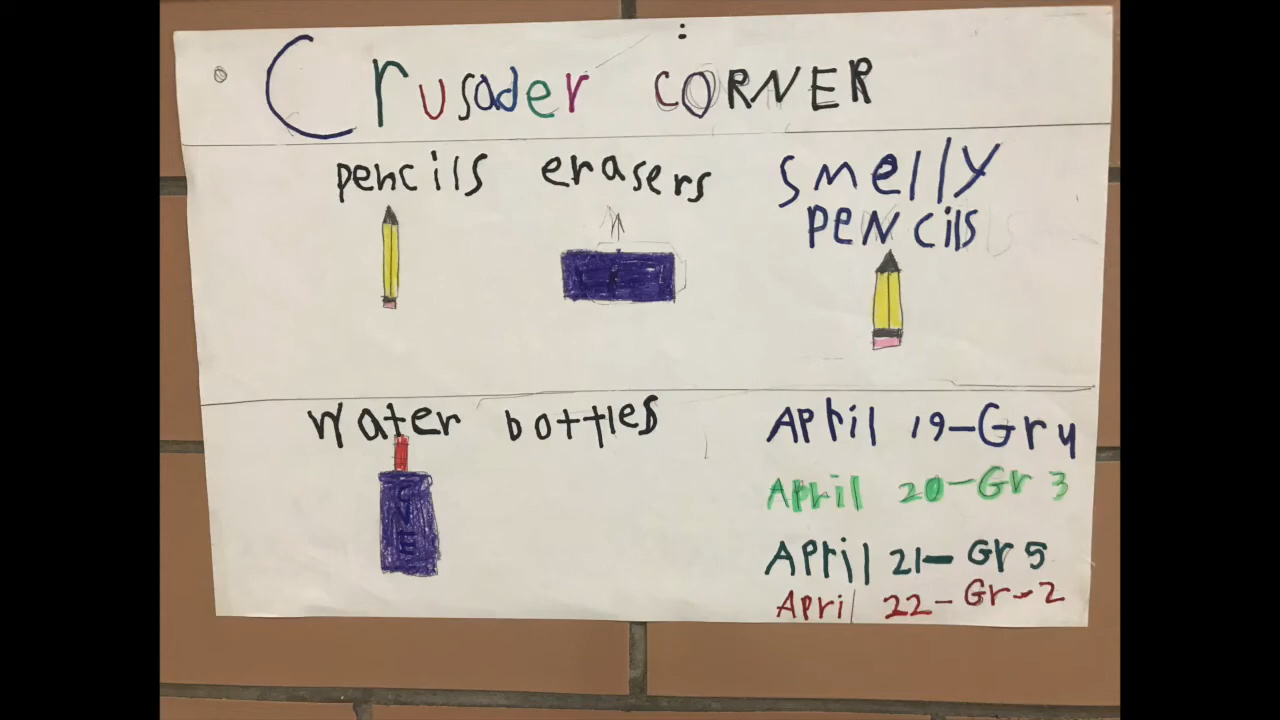 Crusader CORNER
pencils erasers smelly
PENcils
water bottles
April 19-Gr 4
April 20-Gr 3
April 21-Gr 5
April 22-Gr-2